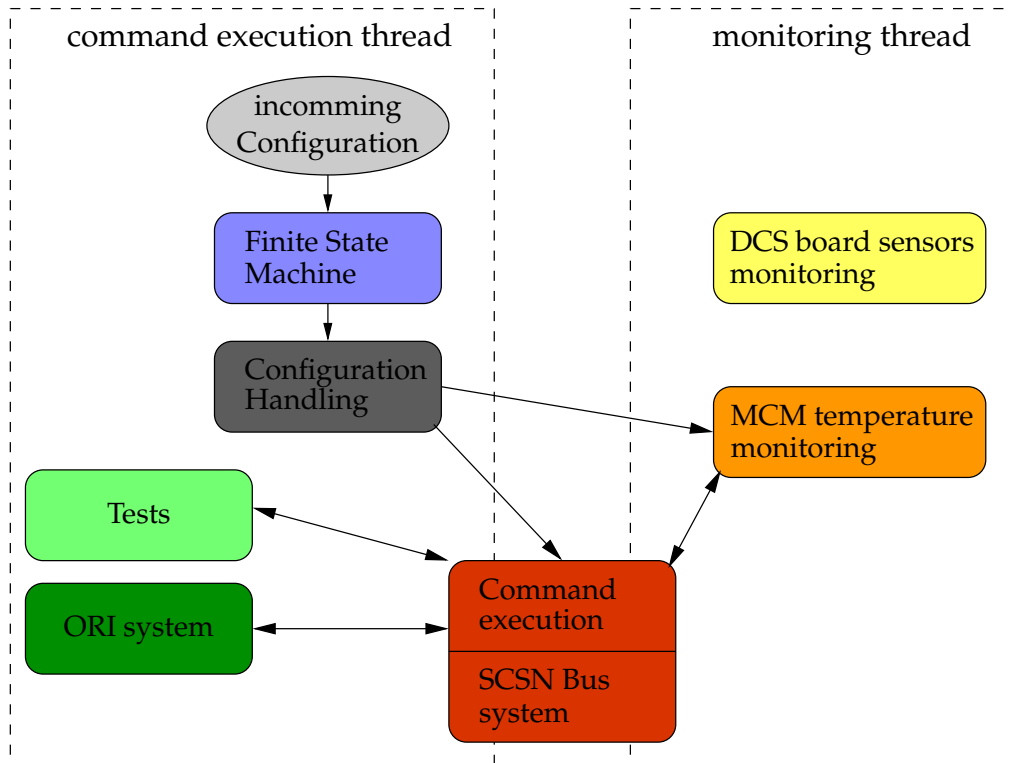 command execution thread
monitoring thread
incomming
Configuration
Finite State
Machine
DCS board sensors
monitoring
Configuration
Handling
MCM temperature
monitoring
Tests
ORI system
Command
execution
SCSN Bus
system